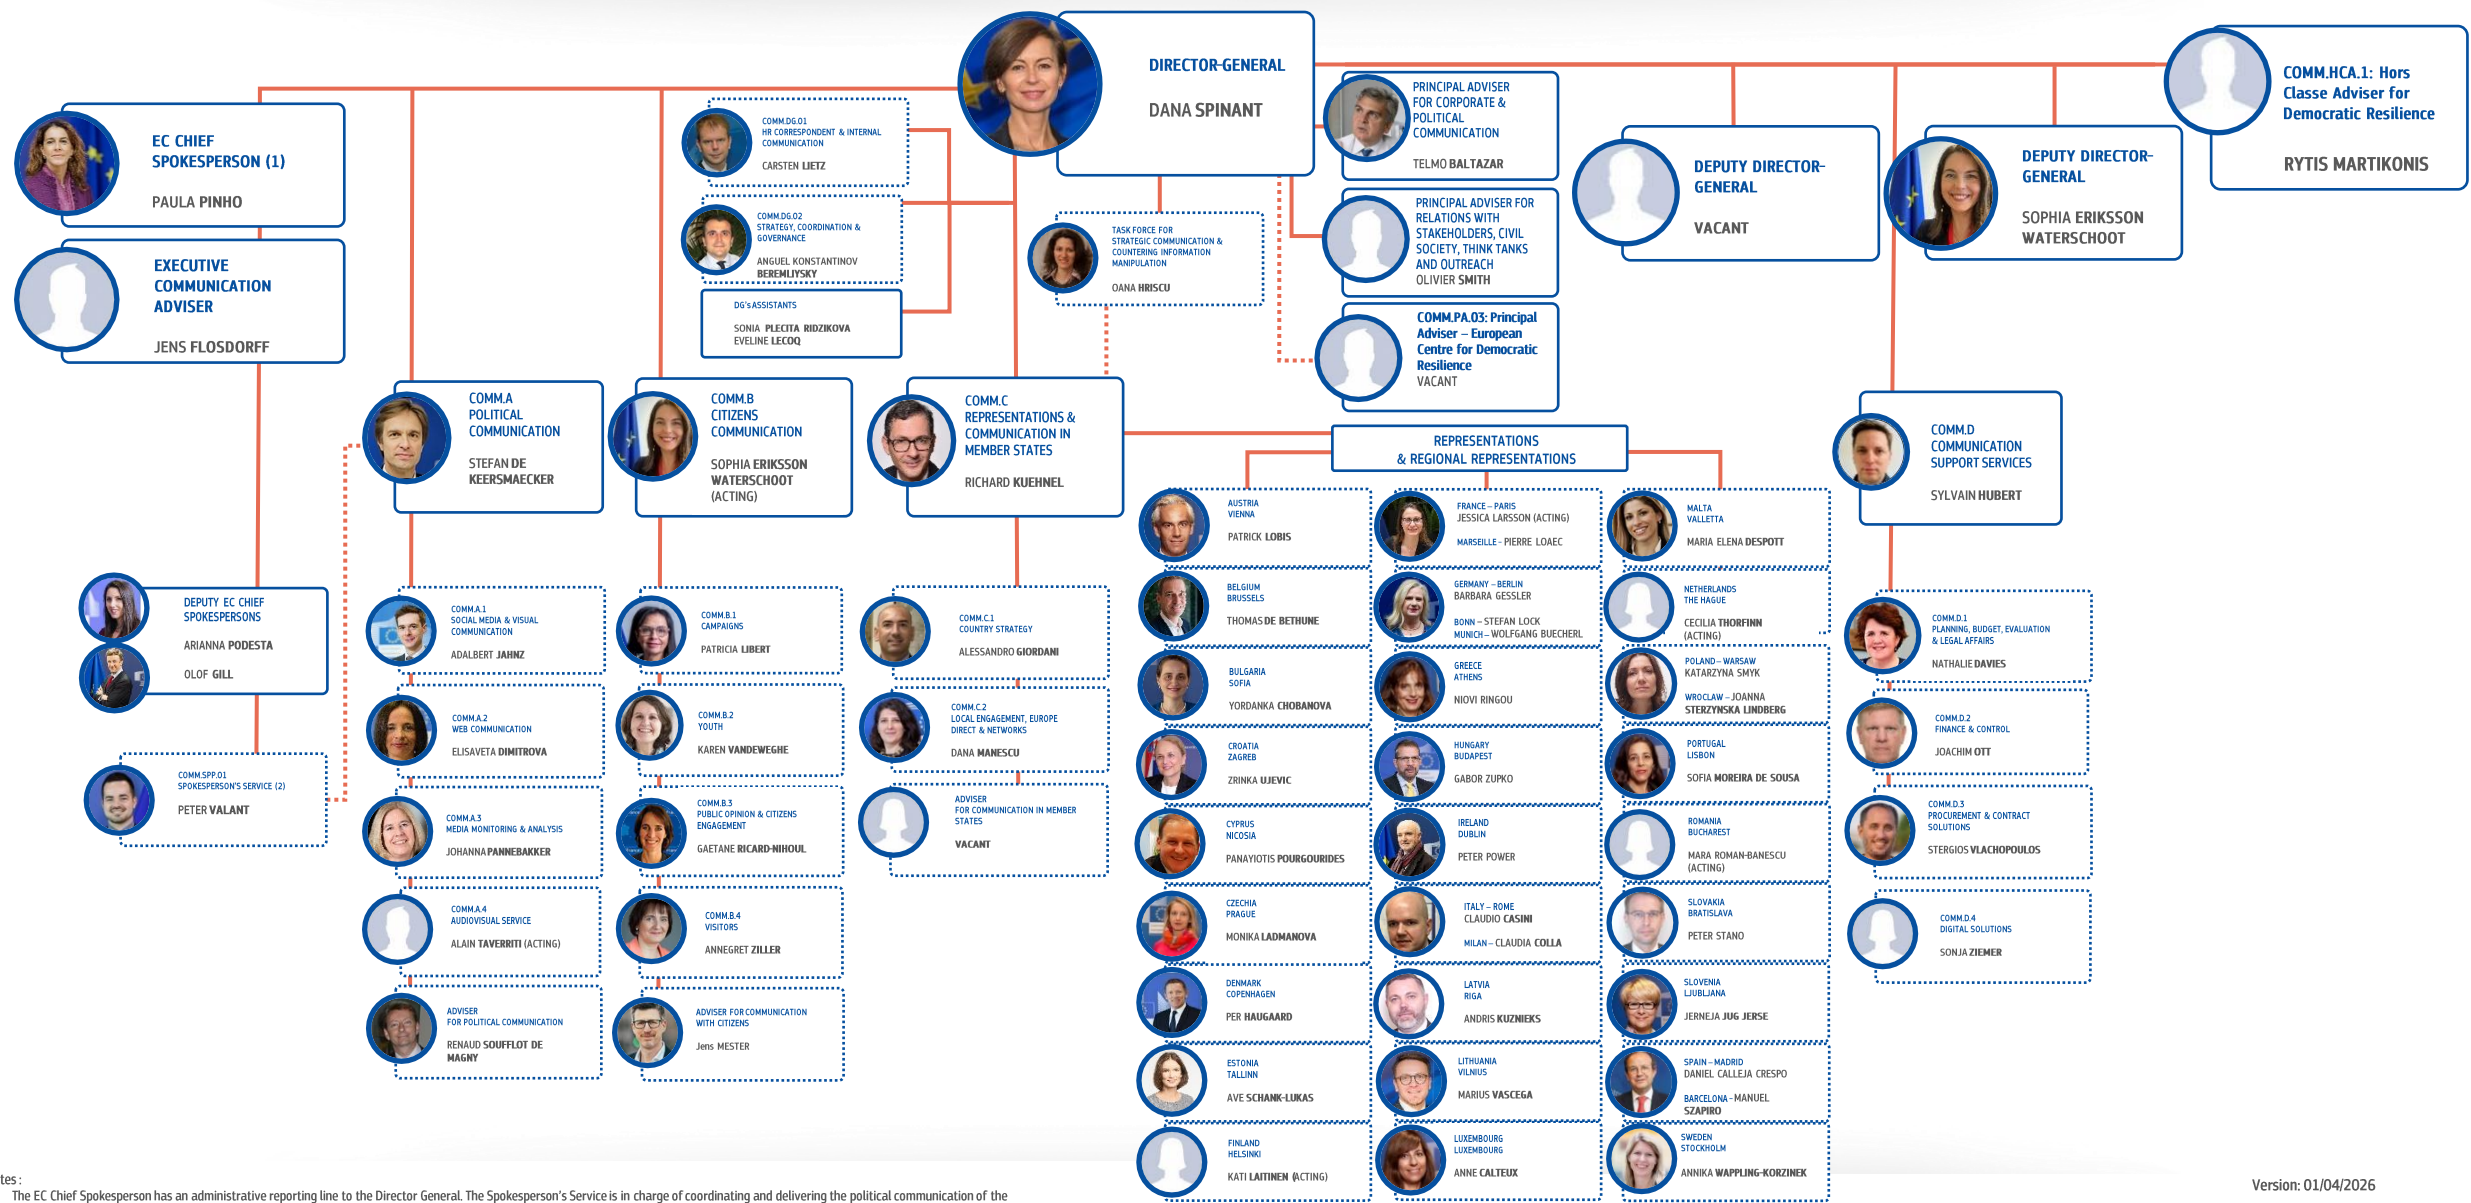 DIRECTOR-GENERAL
DANA SPINANT
COMM.HCA.1: Hors
Classe Adviser for
Democratic Resilience
RYTIS MARTIKONIS
EC CHIEF
SPOKESPERSON (1)
PAULA PINHO
EXECUTIVE
COMMUNICATION
ADVISER
JENS FLOSDORFF
COMM.DG.01
HR CORRESPONDENT & INTERNAL
COMMUNICATION
CARSTEN LIETZ
COMM.DG.02
STRATEGY, COORDINATION &
GOVERNANCE
ANGUEL KONSTANTINOV
BEREMLIYSKY
DG's ASSISTANTS
SONIA PLECITA RIDZIKOVA
EVELINE LECOQ
TASK FORCE FOR
STRATEGIC COMMUNICATION &
COUNTERING INFORMATION
MANIPULATION
OANA HRISCU
PRINCIPAL ADVISER
FOR CORPORATE &
POLITICAL
COMMUNICATION
TELMO BALTAZAR
PRINCIPAL ADVISER FOR
RELATIONS WITH
STAKEHOLDERS, CIVIL
SOCIETY, THINK TANKS
AND OUTREACH
OLIVIER SMITH
COMM.PA.03: Principal
Adviser – European
Centre for Democratic
Resilience
VACANT
DEPUTY DIRECTOR-
GENERAL
VACANT
DEPUTY DIRECTOR-
GENERAL
SOPHIA ERIKSSON
WATERSCHOOT
COMM.A
POLITICAL
COMMUNICATION
STEFAN DE
KEERSMAECKER
COMM.B
CITIZENS
COMMUNICATION
SOPHIA ERIKSSON
WATERSCHOOT
(ACTING)
COMM.C
REPRESENTATIONS &
COMMUNICATION IN
MEMBER STATES
RICHARD KUEHNEL
REPRESENTATIONS
& REGIONAL REPRESENTATIONS
COMM.D
COMMUNICATION
SUPPORT SERVICES
SYLVAIN HUBERT
DEPUTY EC CHIEF
SPOKESPERSONS
ARIANNA PODESTA
OLOF GILL
COMM.SPP.01
SPOKESPERSON'S SERVICE (2)
PETER VALANT
COMM.A.1
SOCIAL MEDIA & VISUAL
COMMUNICATION
ADALBERT JAHNZ
COMM.A.2
WEB COMMUNICATION
ELISAVETA DIMITROVA
COMM.A.3
MEDIA MONITORING & ANALYSIS
JOHANNA PANNEBAKKER
COMM.A.4
AUDIOVISUAL SERVICE
ALAIN TAVERRITI (ACTING)
ADVISER
FOR POLITICAL COMMUNICATION
RENAUD SOUFFLOT DE
MAGNY
COMM.B.1
CAMPAIGNS
PATRICIA LIBERT
COMM.B.2
YOUTH
KAREN VANDEWEGHE
COMM.B.3
PUBLIC OPINION & CITIZENS
ENGAGEMENT
GAETANE RICARD-NIHOUL
COMM.B.4
VISITORS
ANNEGRET ZILLER
ADVISER FOR COMMUNICATION
WITH CITIZENS
Jens MESTER
COMM.C.1
COUNTRY STRATEGY
ALESSANDRO GIORDANI
COMM.C.2
LOCAL ENGAGEMENT, EUROPE
DIRECT & NETWORKS
DANA MANESCU
ADVISER
FOR COMMUNICATION IN MEMBER
STATES
VACANT
AUSTRIA
VIENNA
PATRICK LOBIS
BELGIUM
BRUSSELS
THOMAS DE BETHUNE
BULGARIA
SOFIA
YORDANKA CHOBANOVA
CROATIA
ZAGREB
ZRINKA UJEVIC
CYPRUS
NICOSIA
PANAYIOTIS POURGOURIDES
CZECHIA
PRAGUE
MONIKA LADMANOVA
DENMARK
COPENHAGEN
PER HAUGAARD
ESTONIA
TALLINN
AVE SCHANK-LUKAS
FINLAND
HELSINKI
KATI LAITINEN (ACTING)
FRANCE – PARIS
JESSICA LARSSON (ACTING)
MARSEILLE - PIERRE LOAEC
GERMANY – BERLIN
BARBARA GESSLER
BONN – STEFAN LOCK
MUNICH – WOLFGANG BUECHERL
GREECE
ATHENS
NIOVI RINGOU
HUNGARY
BUDAPEST
GABOR ZUPKO
IRELAND
DUBLIN
PETER POWER
ITALY – ROME
CLAUDIO CASINI
MILAN – CLAUDIA COLLA
LATVIA
RIGA
ANDRIS KUZNIEKS
LITHUANIA
VILNIUS
MARIUS VASCEGA
LUXEMBOURG
LUXEMBOURG
ANNE CALTEUX
MALTA
VALLETTA
MARIA ELENA DESPOTT
NETHERLANDS
THE HAGUE
CECILIA THORFINN
(ACTING)
POLAND – WARSAW
KATARZYNA SMYK
WROCLAW – JOANNA
STERZYNSKA LINDBERG
PORTUGAL
LISBON
SOFIA MOREIRA DE SOUSA
ROMANIA
BUCHAREST
MARA ROMAN-BANESCU
(ACTING)
SLOVAKIA
BRATISLAVA
PETER STANO
SLOVENIA
LJUBLJANA
JERNEJA JUG JERSE
SPAIN – MADRID
DANIEL CALLEJA CRESPO
BARCELONA - MANUEL
SZAPIRO
SWEDEN
STOCKHOLM
ANNIKA WAPPLING-KORZINEK
COMM.D.1
PLANNING, BUDGET, EVALUATION
& LEGAL AFFAIRS
NATHALIE DAVIES
COMM.D.2
FINANCE & CONTROL
JOACHIM OTT
COMM.D.3
PROCUREMENT & CONTRACT
SOLUTIONS
STERGIOS VLACHOPOULOS
COMM.D.4
DIGITAL SOLUTIONS
SONJA ZIEMER
tes :
The EC Chief Spokesperson has an administrative reporting line to the Director General. The Spokesperson's Service is in charge of coordinating and delivering the political communication of the
Version: 01/04/2026